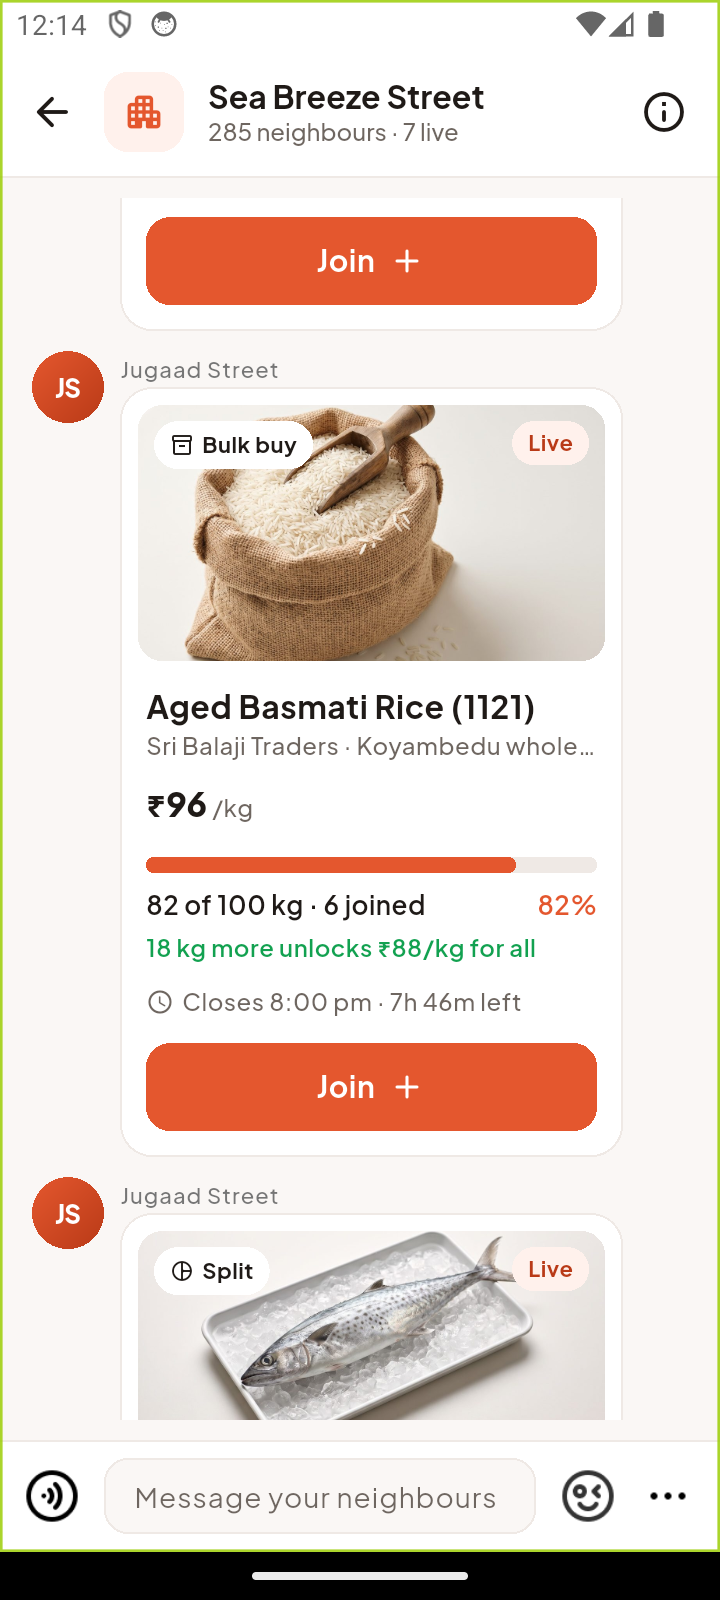 12:14
Sea Breeze Street
285 neighbours · 7 live
Join +
JS
Jugaad Street
Bulk buy
Live
Aged Basmati Rice (1121)
Sri Balaji Traders · Koyambedu whole…
₹96 /kg
82 of 100 kg · 6 joined
82%
18 kg more unlocks ₹88/kg for all
Closes 8:00 pm · 7h 46m left
Join +
JS
Jugaad Street
Split
Live
Message your neighbours